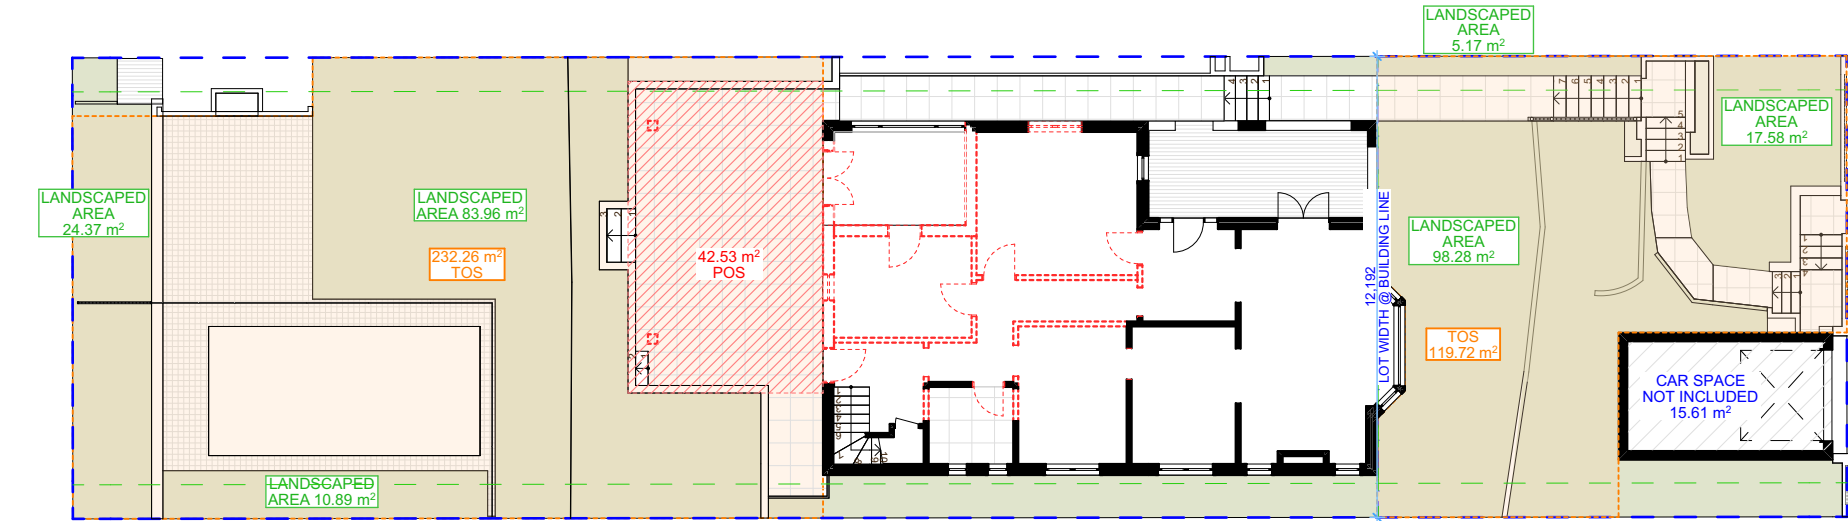 LANDSCAPED
AREA
5.17 m²
LANDSCAPED
AREA
17.58 m²
LANDSCAPED
AREA
24.37 m²
LANDSCAPED
AREA 83.96 m²
232.26 m²
TOS
42.53 m²
POS
12,192
LOT WIDTH @ BUILDING LINE
LANDSCAPED
AREA
98.28 m²
TOS
119.72 m²
CAR SPACE
NOT INCLUDED
15.61 m²
LANDSCAPED
AREA 10.89 m²